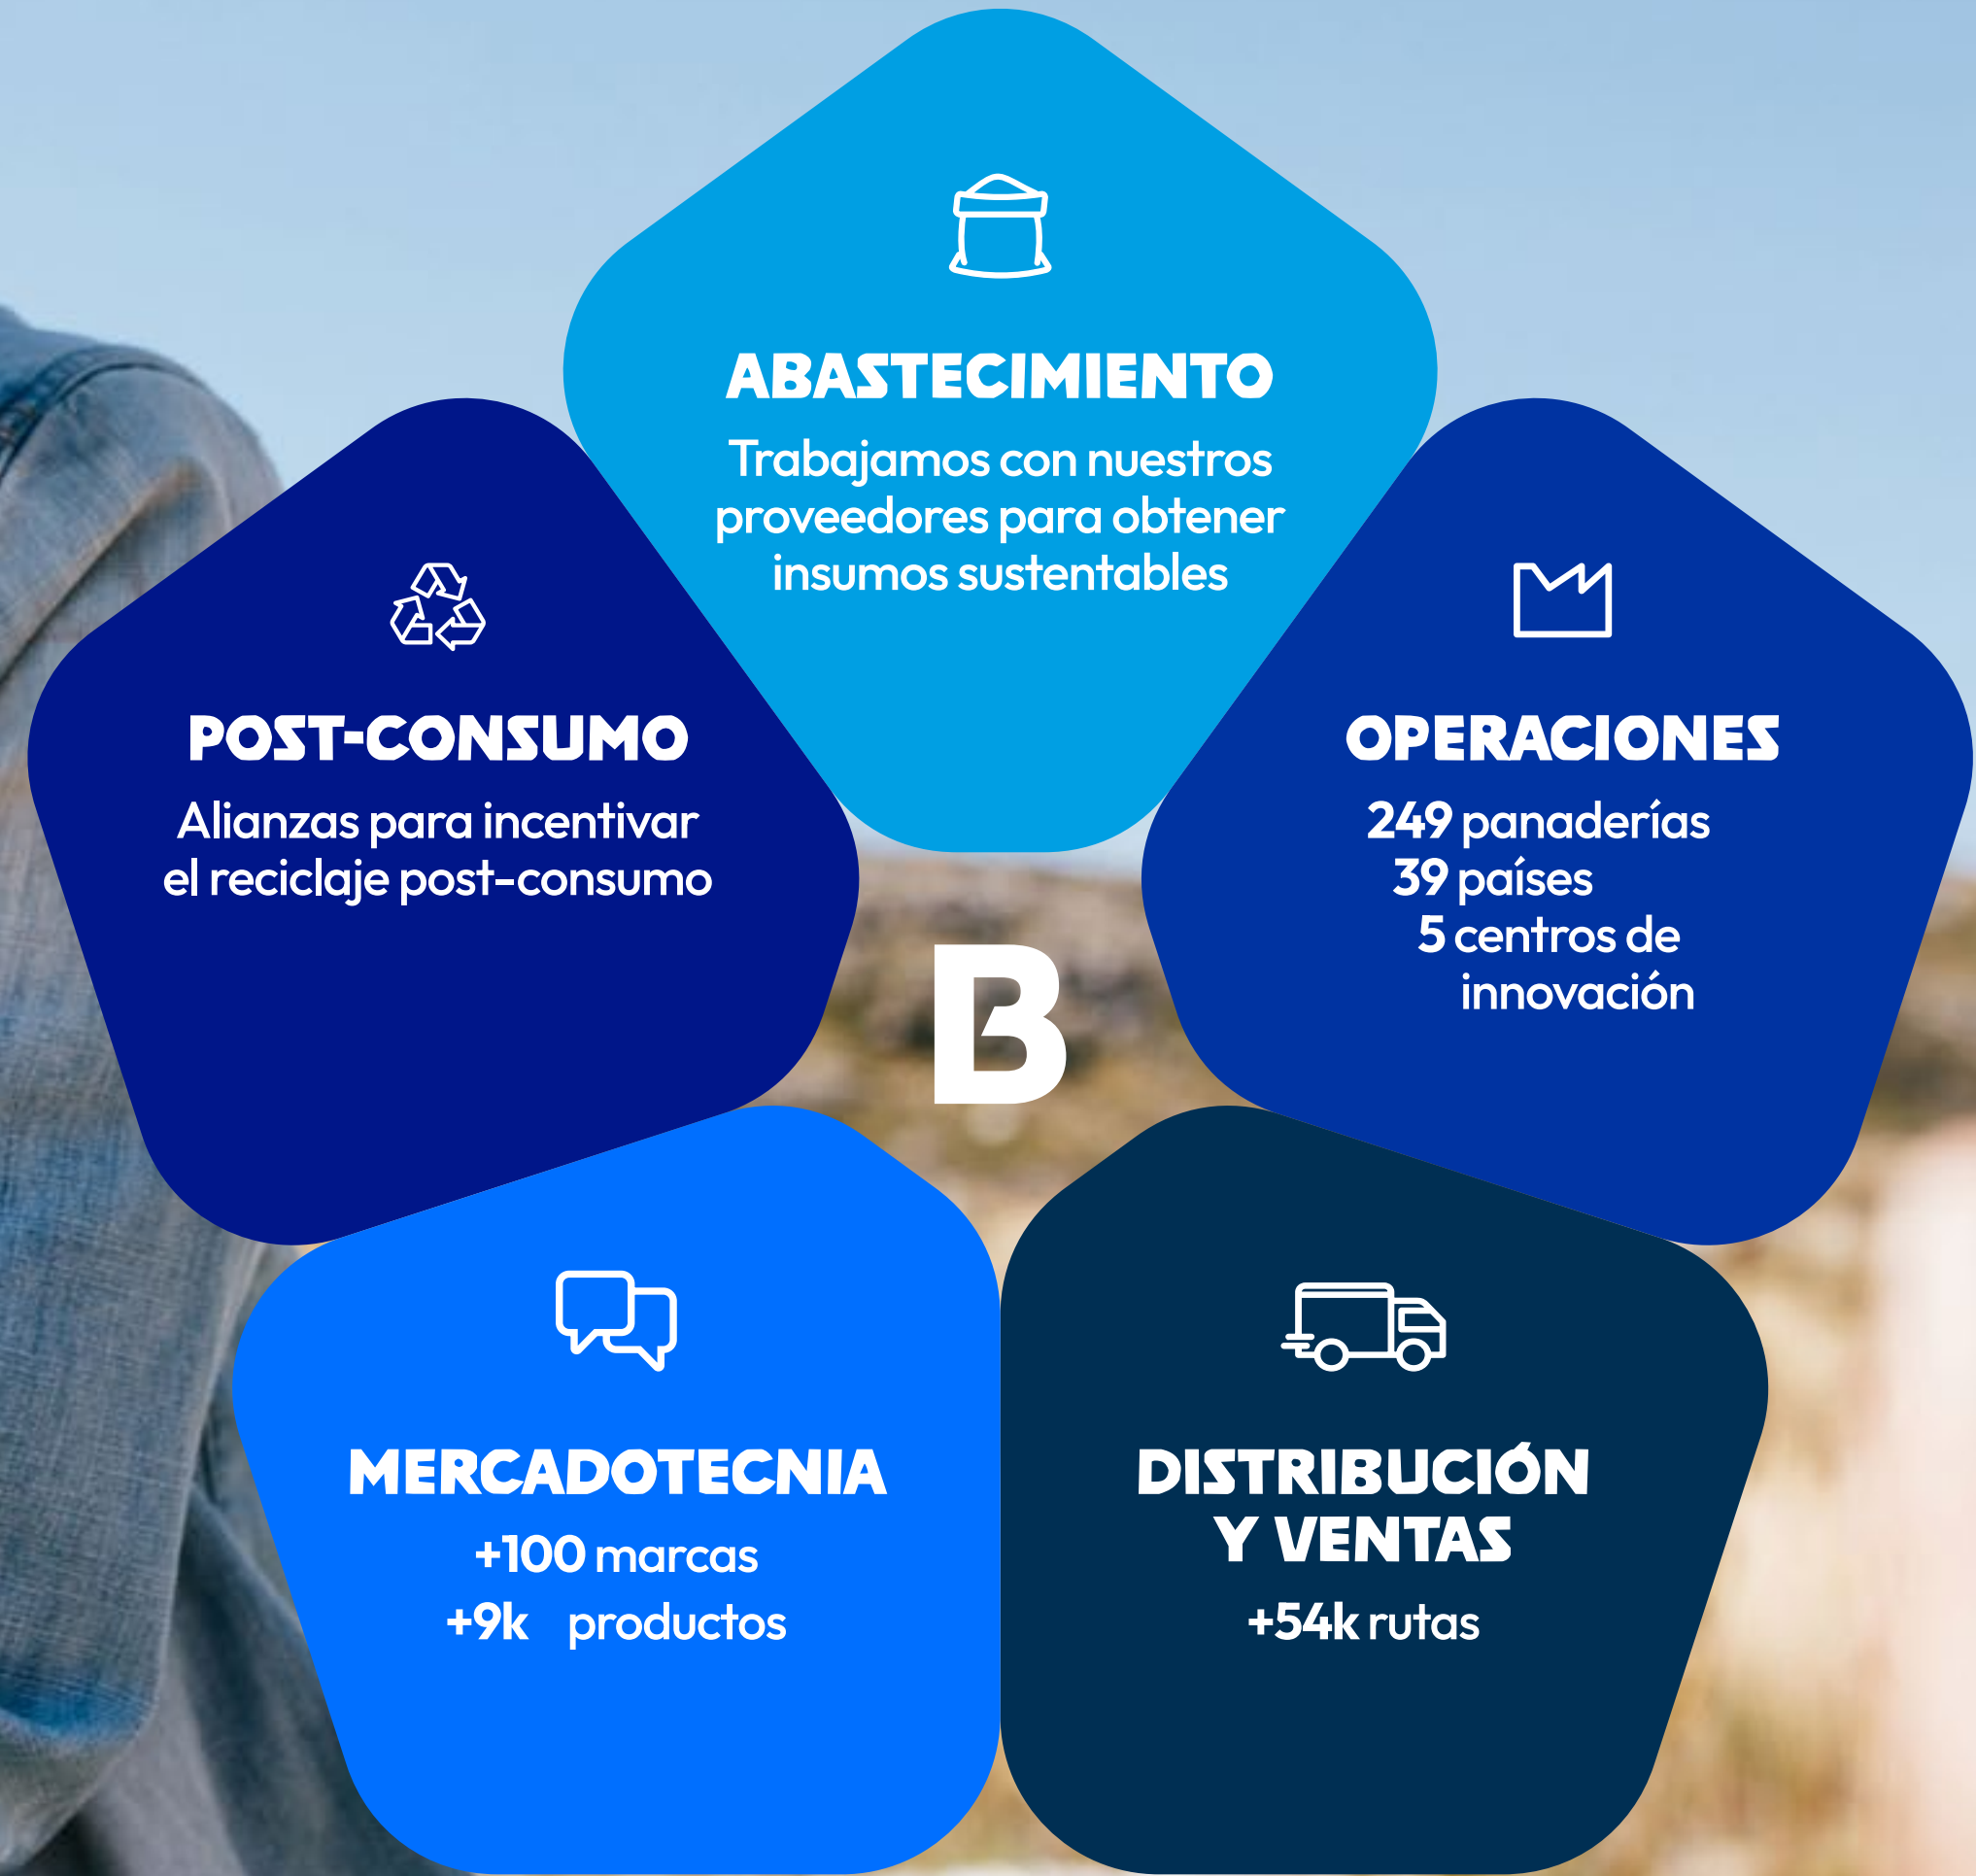 ABASTECIMIENTO
Trabajamos con nuestros
proveedores para obtener
insumos sustentables
OPERACIONES
249 panaderías
39 países
5 centros de
innovación
DISTRIBUCIÓN
Y VENTAS
+54k rutas
MERCADOTECNIA
+100 marcas
+9k productos
POST-CONSUMO
Alianzas para incentivar
el reciclaje post-consumo
B